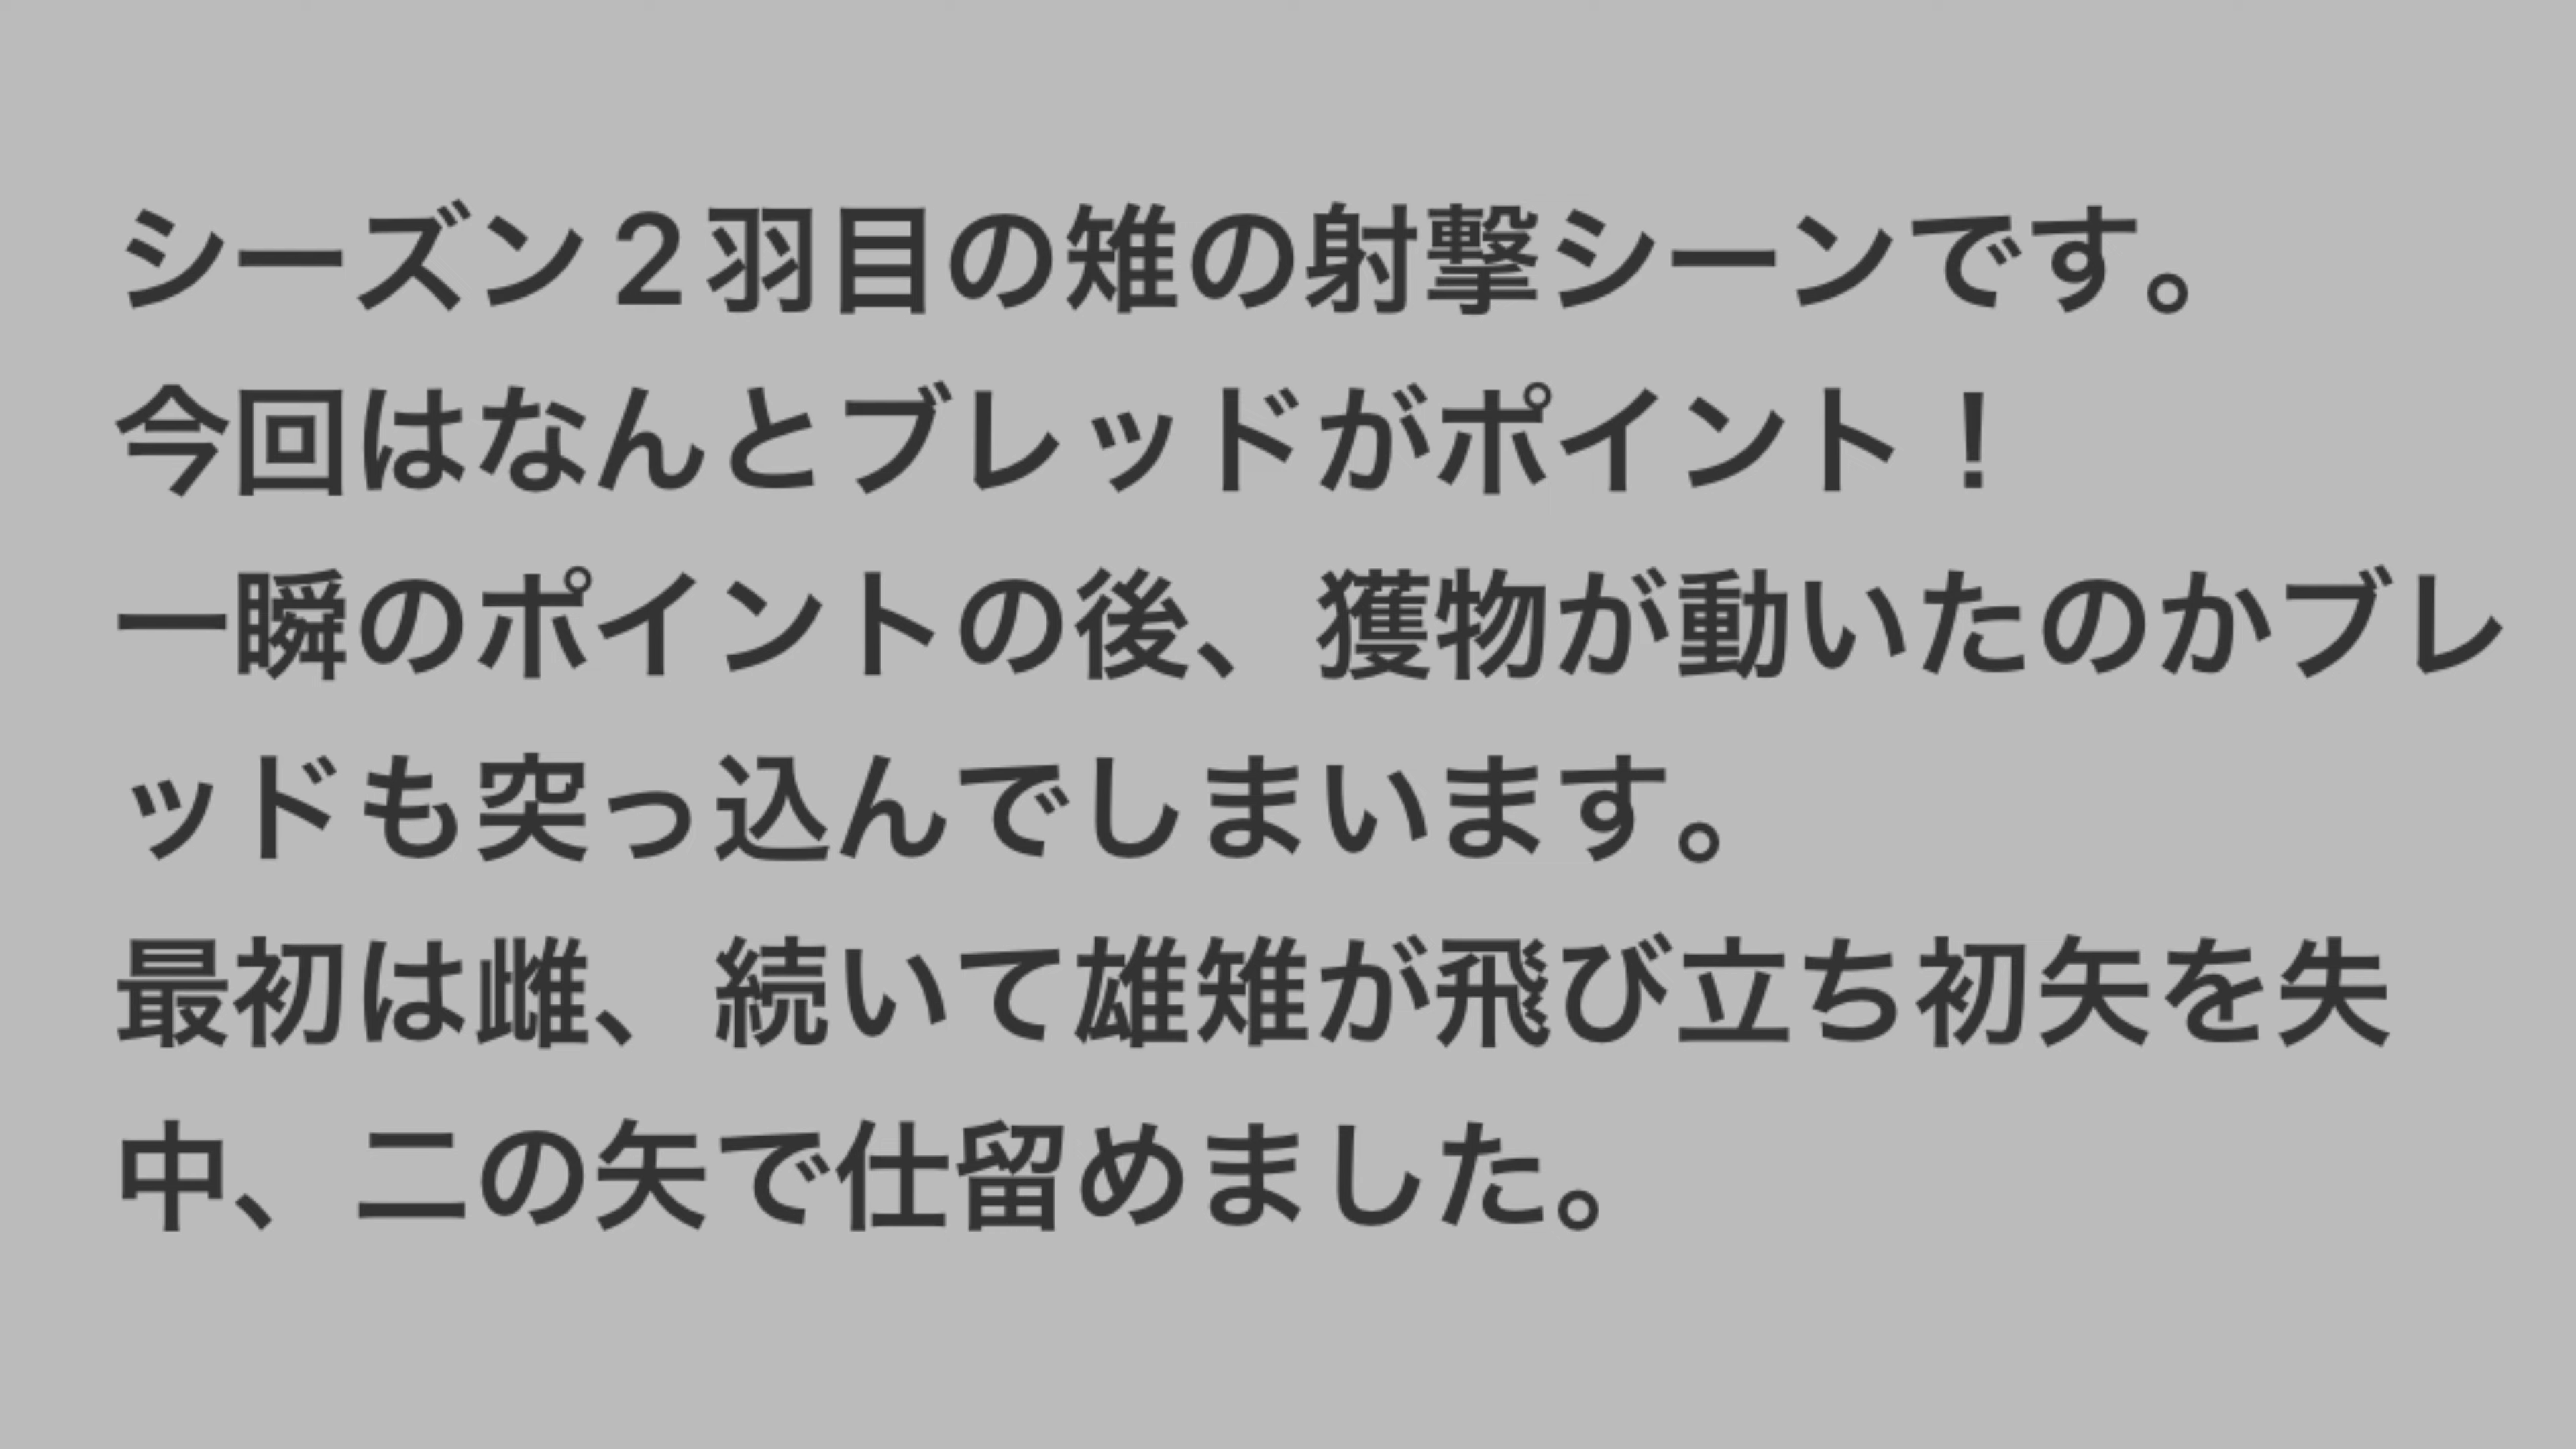 シーズン２羽目の雉の射撃シーンです。
今回はなんとブレッドがポイント！
一瞬のポイントの後、獲物が動いたのかブレ
ッドも突っ込んでしまいます。
最初は雌、続いて雄雉が飛び立ち初矢を失
中、二の矢で仕留めました。